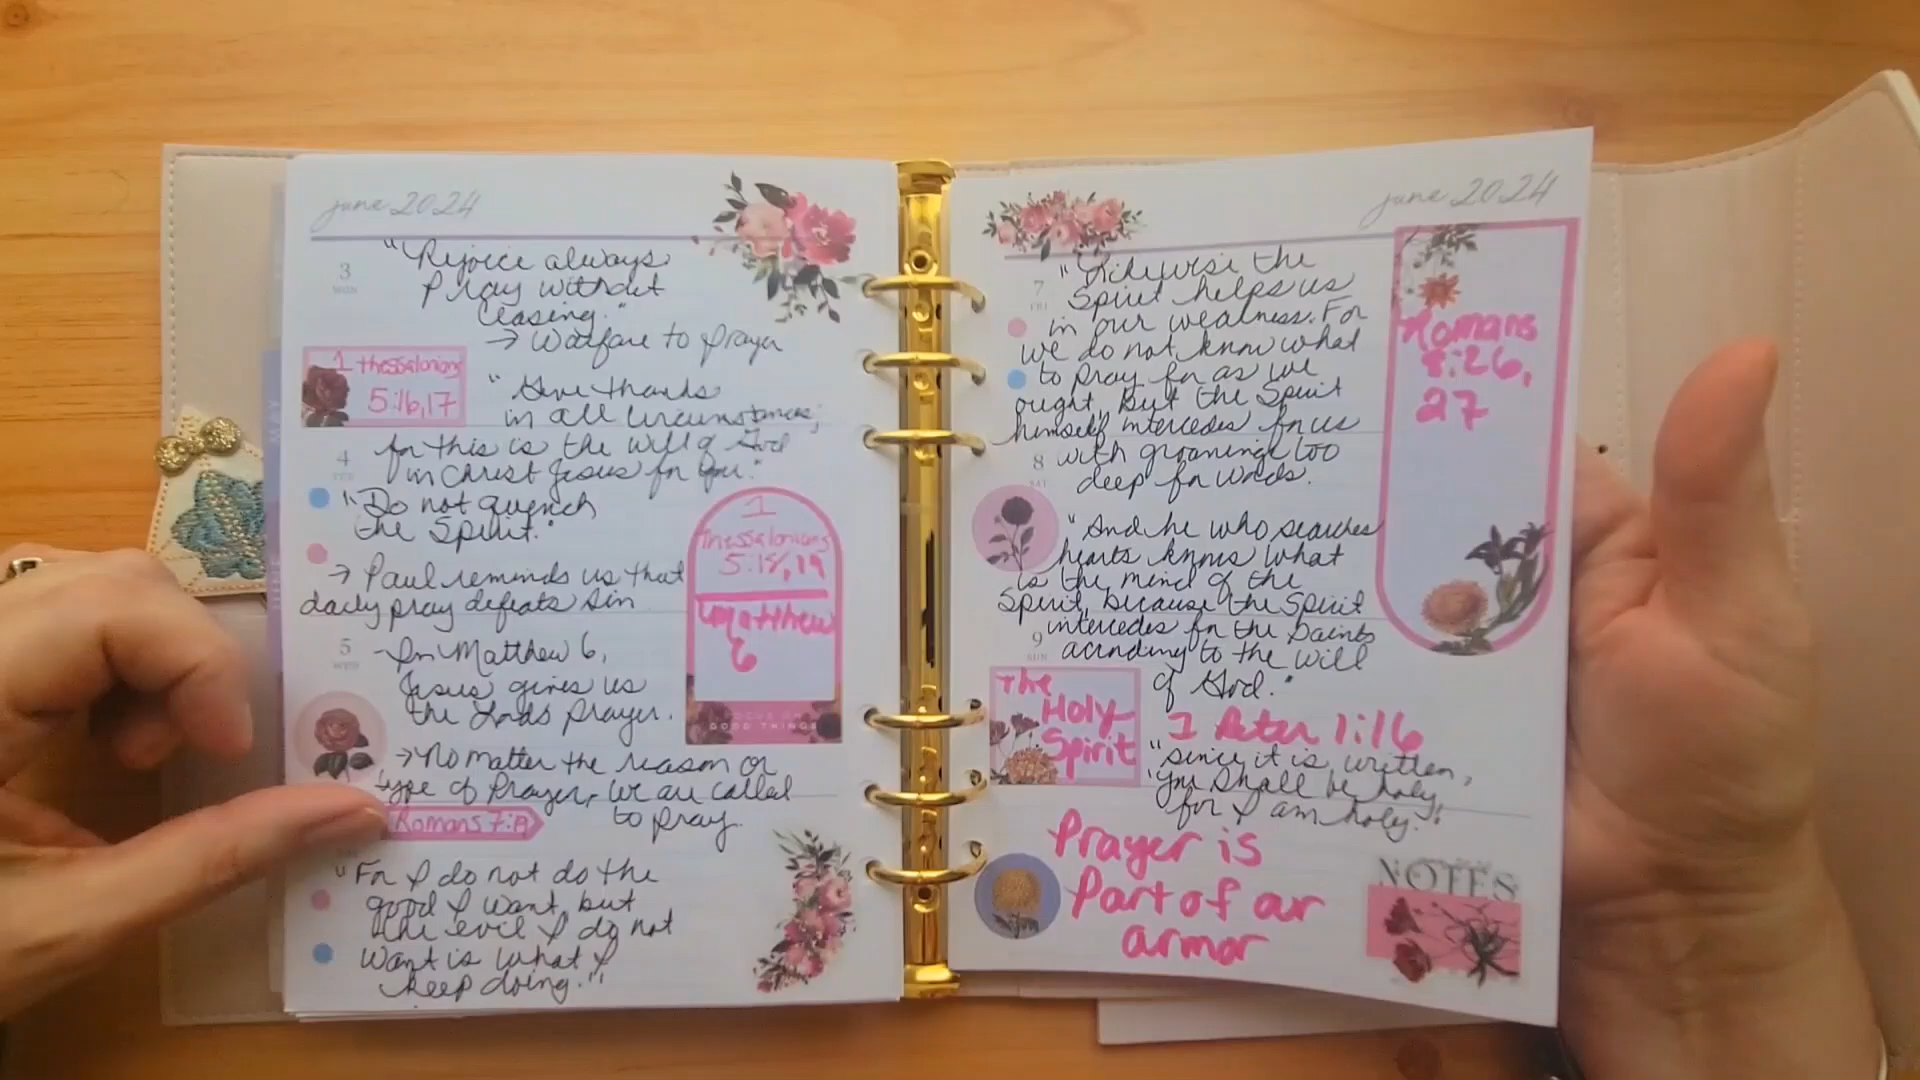 june 2024
3
MON
"Rejoice always
Pray without
ceasing."
→ Warfare to prayer
1 Thessalonians
5:16,17
"Give thanks
in all circumstances;
for this is the will of God
in Christ Jesus for you."
4
"Do not quench
the Spirit."
1
Thessalonians
5:18,19
Matthew
6
→ Paul reminds us that
daily pray defeats sin
5
WED
- In Matthew 6,
Jesus gives us
the Lords prayer.
GOOD THINGS
→ No matter the reason or
type of Prayer, we are called
to pray.
Romans 7:19
"For I do not do the
good I want, but
the evil I do not
want is what I
keep doing."
june 2024
7
FRI
"Likewise the
Spirit helps us
in our weakness. For
we do not know what
to pray for as we
ought, but the Spirit
himself intercedes for us
with groanings too
deep for words.
Romans
8:26,
27
8
"And he who searches
hearts knows what
is the mind of the
Spirit, because the Spirit
intercedes for the saints
according to the will
of God."
9
SUN
The
Holy
Spirit
1 Peter 1:16
"since it is written,
"You shall be holy,
for I am holy."
Prayer is
Part of our
armor
NOTES